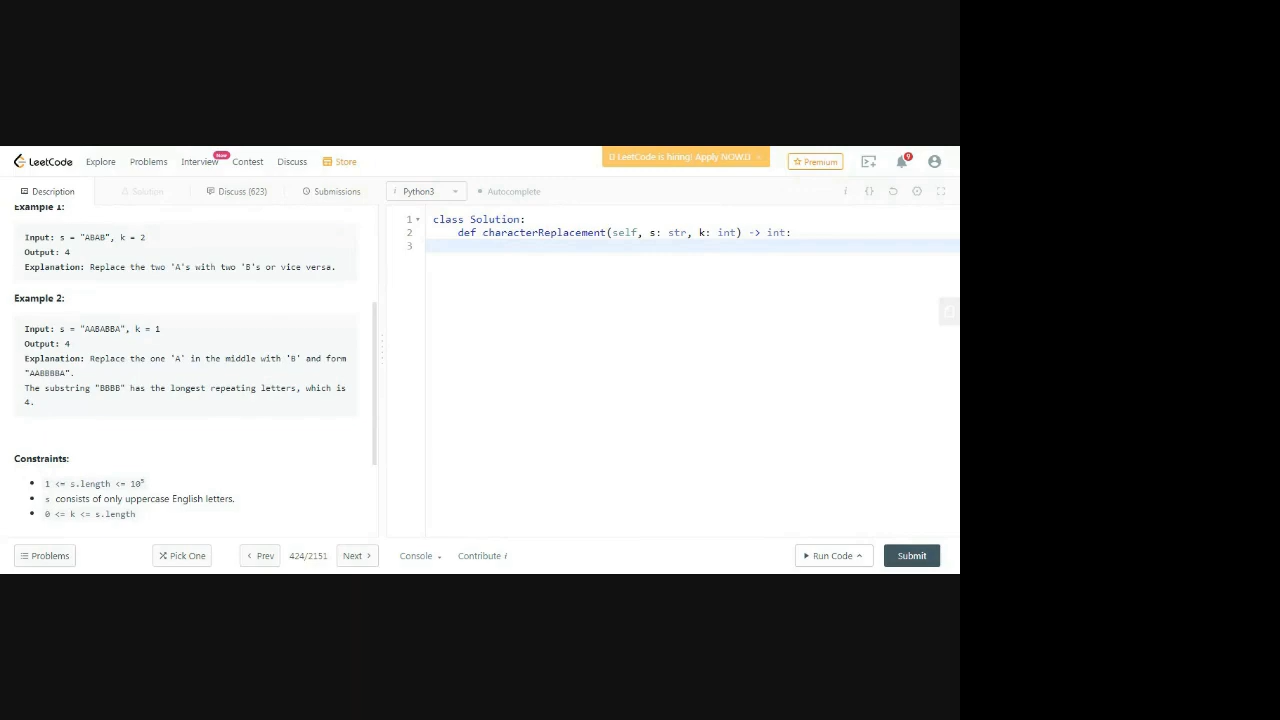 LeetCode Explore Problems Interview New Contest Discuss Store LeetCode is hiring! Apply NOW. Premium 9
Description Solution Discuss (623) Submissions i Python3 Autocomplete i {}
Example 1:
Input: s = "ABAB", k = 2
Output: 4
Explanation: Replace the two 'A's with two 'B's or vice versa.
Example 2:
Input: s = "AABABBA", k = 1
Output: 4
Explanation: Replace the one 'A' in the middle with 'B' and form
"AABBBBA".
The substring "BBBB" has the longest repeating letters, which is
4.
Constraints:
1 <= s.length <= 10⁵
s consists of only uppercase English letters.
0 <= k <= s.length
1 class Solution:
2 def characterReplacement(self, s: str, k: int) -> int:
3
Problems Pick One Prev 424/2151 Next Console Contribute i Run Code Submit